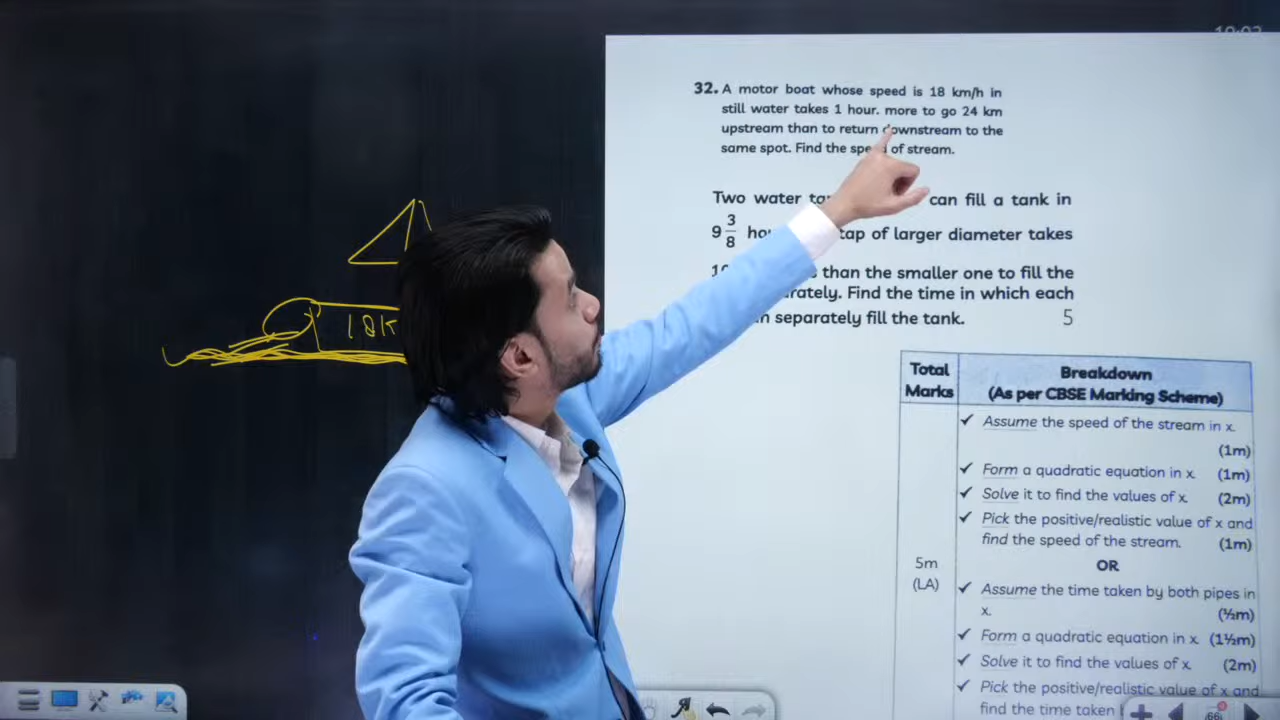 18K
32. A motor boat whose speed is 18 km/h in
still water takes 1 hour. more to go 24 km
upstream than to return downstream to the
same spot. Find the of stream.
Two water can fill a tank in
9 3/8 tap of larger diameter takes
than the smaller one to fill the
Find the time in which each
separately fill the tank. 5
Total Marks
Breakdown
(As per CBSE Marking Scheme)
5m
(LA)
✓ Assume the speed of the stream in x.
(1m)
✓ Form a quadratic equation in x (1m)
✓ Solve it to find the values of x (2m)
✓ Pick the positive/realistic value of x and
find the speed of the stream. (1m)
OR
✓ Assume the time taken by both pipes in
x. (½m)
✓ Form a quadratic equation in x (1½m)
✓ Solve it to find the values of x (2m)
✓ Pick the positive/realistic value of x and
find the time taken
66